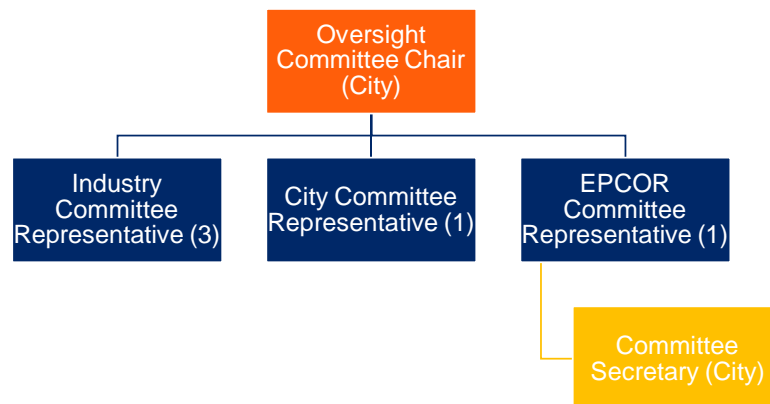 Oversight
Committee Chair
(City)
Industry
Committee
Representative (3)
City Committee
Representative (1)
EPCOR
Committee
Representative (1)
Committee
Secretary (City)